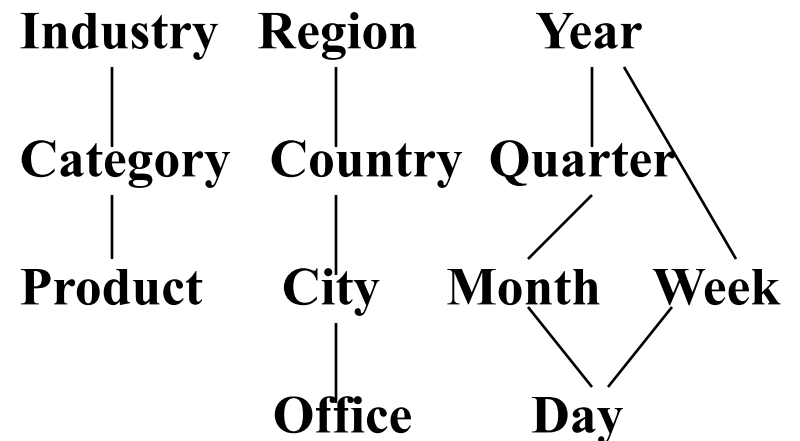 Industry Region Year
Category Country Quarter
Product City Month Week
Office Day